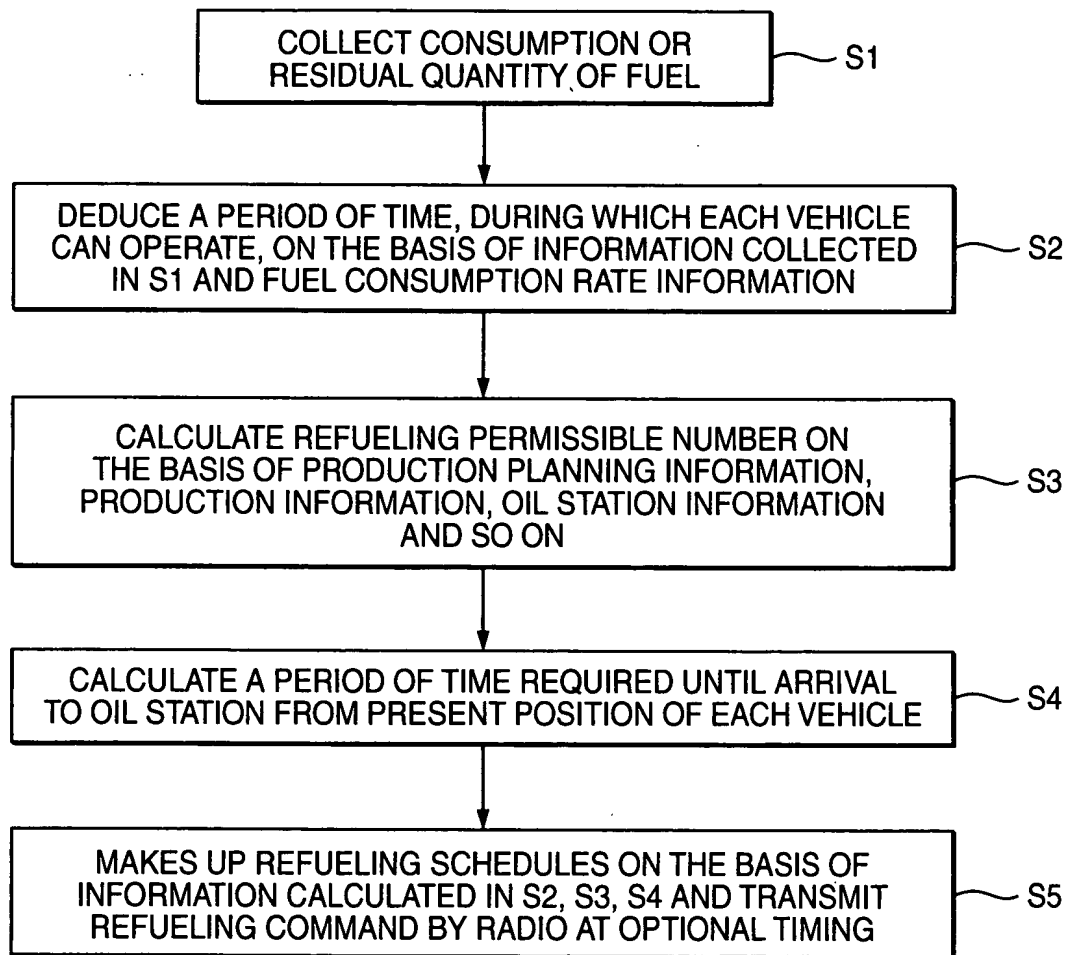 COLLECT CONSUMPTION OR
RESIDUAL QUANTITY OF FUEL
S1
DEDUCE A PERIOD OF TIME, DURING WHICH EACH VEHICLE
CAN OPERATE, ON THE BASIS OF INFORMATION COLLECTED
IN S1 AND FUEL CONSUMPTION RATE INFORMATION
S2
CALCULATE REFUELING PERMISSIBLE NUMBER ON
THE BASIS OF PRODUCTION PLANNING INFORMATION,
PRODUCTION INFORMATION, OIL STATION INFORMATION
AND SO ON
S3
CALCULATE A PERIOD OF TIME REQUIRED UNTIL ARRIVAL
TO OIL STATION FROM PRESENT POSITION OF EACH VEHICLE
S4
MAKES UP REFUELING SCHEDULES ON THE BASIS OF
INFORMATION CALCULATED IN S2, S3, S4 AND TRANSMIT
REFUELING COMMAND BY RADIO AT OPTIONAL TIMING
S5